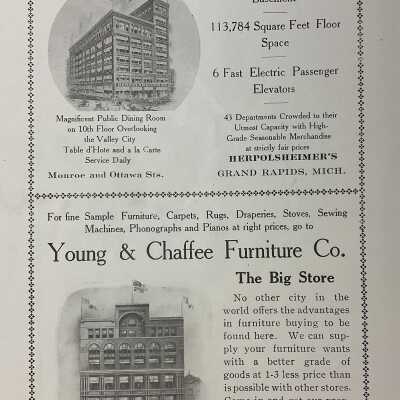 Basement
113,784 Square Feet Floor
Space
6 Fast Electric Passenger
Elevators
Magnificent Public Dining Room
on 10th Floor Overlooking
the Valley City
Table d'Hote and a la Carte
Service Daily
Monroe and Ottawa Sts.
43 Departments Crowded to their
Utmost Capacity with High-
Grade Seasonable Merchandise
at strictly fair prices
HERPOLSHEIMER'S
GRAND RAPIDS, MICH.
For fine Sample Furniture, Carpets, Rugs, Draperies, Stoves, Sewing
Machines, Phonographs and Pianos at right prices, go to
Young & Chaffee Furniture Co.
The Big Store
No other city in the
world offers the advantages
in furniture buying to be
found here. We can sup-
ply your furniture wants
with a better grade of
goods at 1-3 less price than
is possible with other stores.